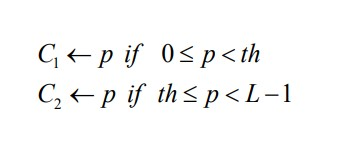 C₁ ← p if 0 ≤ p < th
C₂ ← p if th ≤ p < L − 1